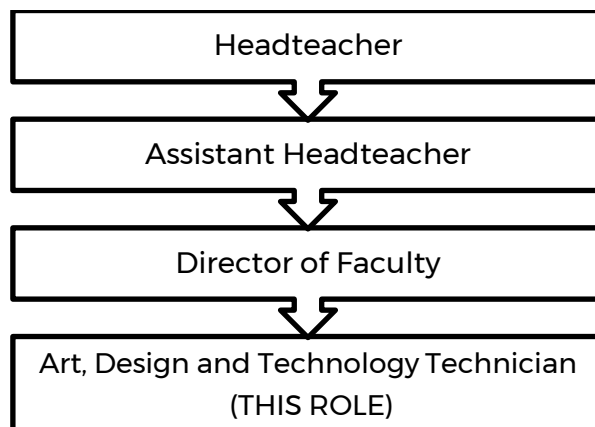 Headteacher
Assistant Headteacher
Director of Faculty
Art, Design and Technology Technician
(THIS ROLE)